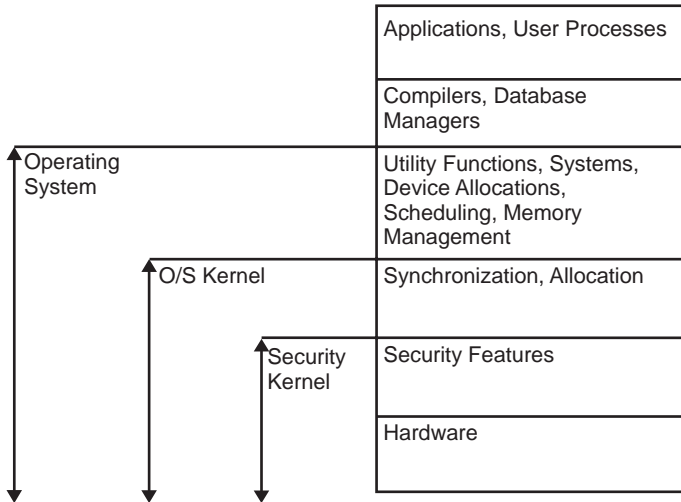 Applications, User Processes
Compilers, Database
Managers
Operating
System
Utility Functions, Systems,
Device Allocations,
Scheduling, Memory
Management
O/S Kernel
Synchronization, Allocation
Security
Kernel
Security Features
Hardware